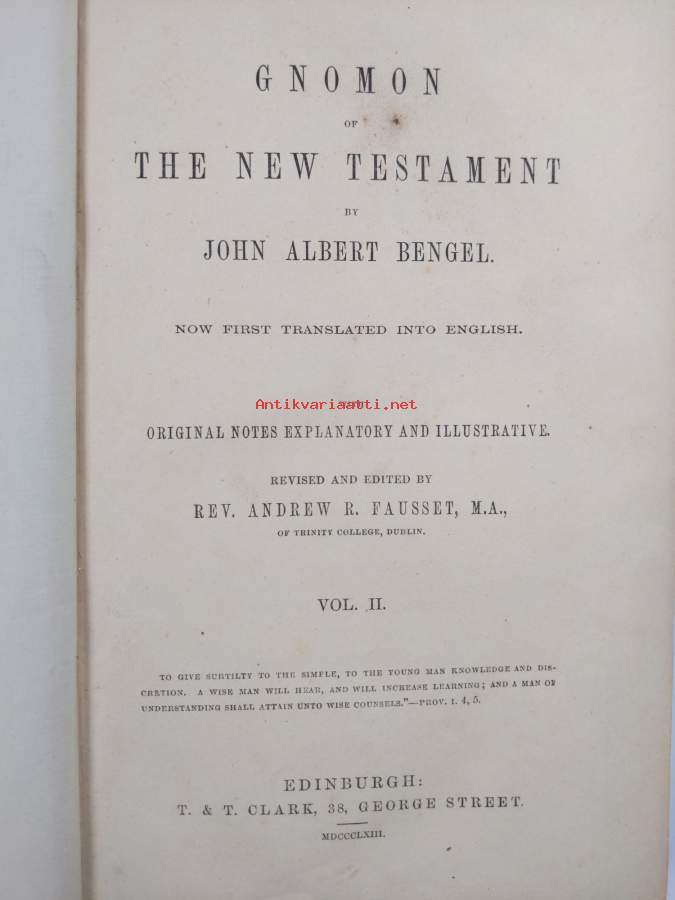 GNOMON
OF
THE NEW TESTAMENT
BY
JOHN ALBERT BENGEL.
NOW FIRST TRANSLATED INTO ENGLISH.
Antikvariaatti.net
ORIGINAL NOTES EXPLANATORY AND ILLUSTRATIVE.
REVISED AND EDITED BY
REV. ANDREW R. FAUSSET, M.A.,
OF TRINITY COLLEGE, DUBLIN.
VOL. II.
TO GIVE SUBTILTY TO THE SIMPLE, TO THE YOUNG MAN KNOWLEDGE AND DIS-
CRETION. A WISE MAN WILL HEAR, AND WILL INCREASE LEARNING; AND A MAN OF
UNDERSTANDING SHALL ATTAIN UNTO WISE COUNSELS."—PROV. I. 4, 5.
EDINBURGH:
T. & T. CLARK, 38, GEORGE STREET.
MDCCCLXIII.